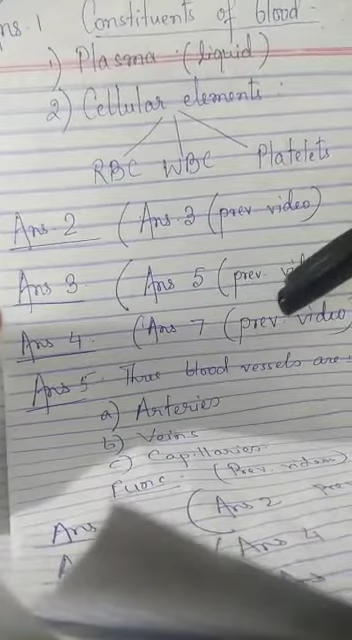 ns. 1 Constituents of blood -
1) Plasma (liquid)
2) Cellular elements :
RBC WBC Platelets
Ans. 2 (Ans. 3 (prev video)
Ans 3. ( Ans 5 (prev.
Ans 4. (Ans 7 (prev. video)
Ans 5. Three blood vessels are :
a) Arteries
b) Veins
c) Capillaries
Func. (Prev.
Ans (Ans 2
(Ans 4